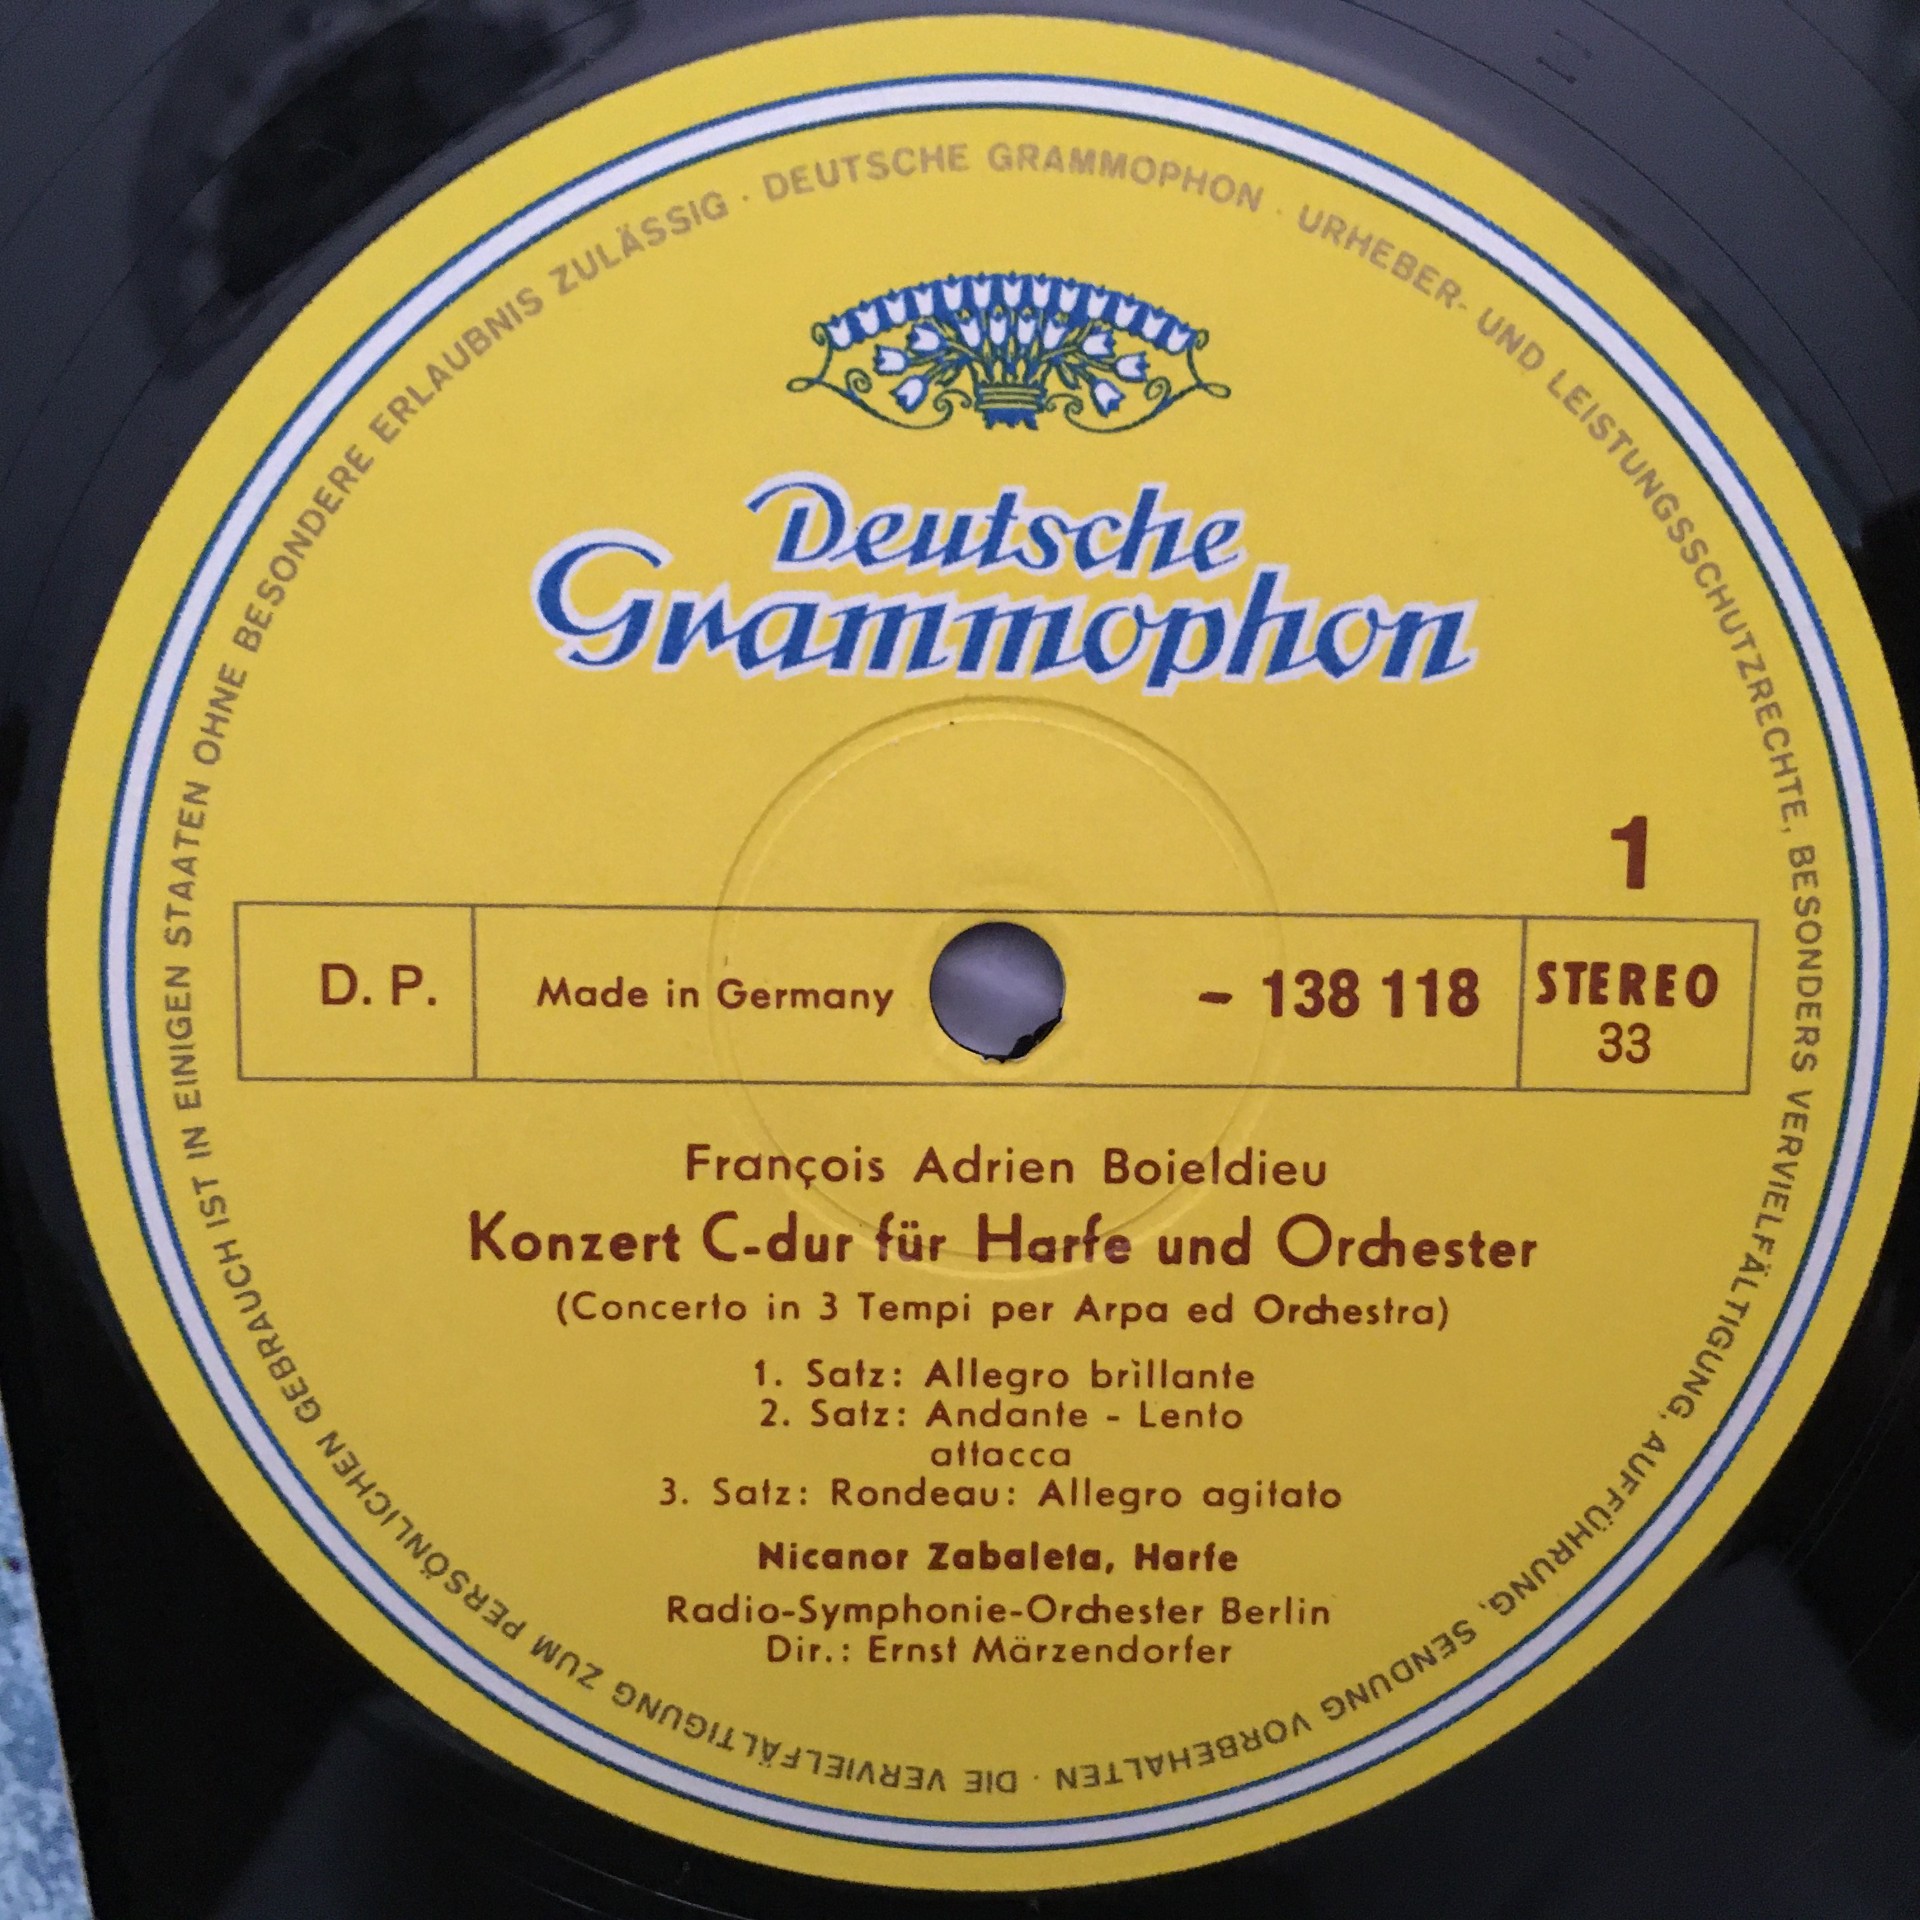 DEUTSCHE GRAMMOPHON · URHEBER- UND LEISTUNGSSCHUTZRECHTE, BESONDERS VERVIELFÄLTIGUNG, AUFFÜHRUNG, SENDUNG VORBEHALTEN · DIE VERVIELFÄLTIGUNG ZUM PERSÖNLICHEN GEBRAUCH IST IN EINIGEN STAATEN OHNE BESONDERE ERLAUBNIS ZULÄSSIG ·
Deutsche
Grammophon
1
D. P. Made in Germany – 138 118 STEREO
33
François Adrien Boieldieu
Konzert C-dur für Harfe und Orchester
(Concerto in 3 Tempi per Arpa ed Orchestra)
1. Satz: Allegro brillante
2. Satz: Andante - Lento
attacca
3. Satz: Rondeau: Allegro agitato
Nicanor Zabaleta, Harfe
Radio-Symphonie-Orchester Berlin
Dir.: Ernst Märzendorfer